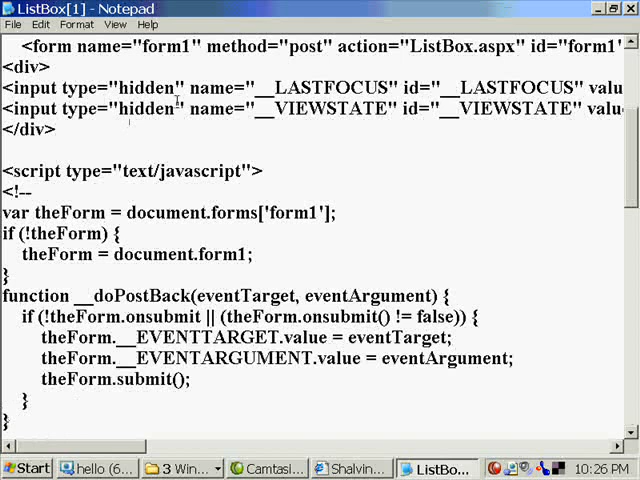 ListBox[1] - Notepad
File Edit Format View Help
<form name="form1" method="post" action="ListBox.aspx" id="form1"
<div>
<input type="hidden" name="__LASTFOCUS" id="__LASTFOCUS" valu
<input type="hidden" name="__VIEWSTATE" id="__VIEWSTATE" valu
</div>
<script type="text/javascript">
<!--
var theForm = document.forms['form1'];
if (!theForm) {
theForm = document.form1;
}
function __doPostBack(eventTarget, eventArgument) {
if (!theForm.onsubmit || (theForm.onsubmit() != false)) {
theForm.__EVENTTARGET.value = eventTarget;
theForm.__EVENTARGUMENT.value = eventArgument;
theForm.submit();
}
}
Start hello (6... 3 Win... Camtasi... Shalvin... ListBo... 10:26 PM